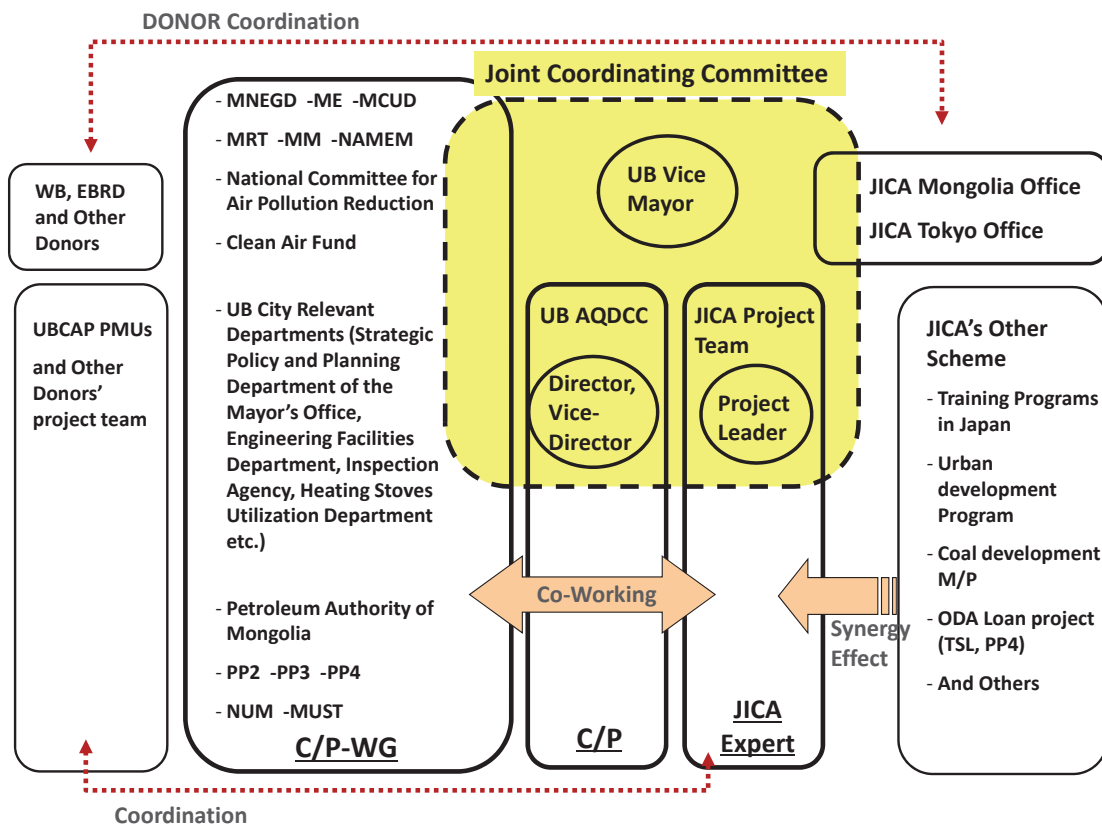 DONOR Coordination
Joint Coordinating Committee
WB, EBRD
and Other
Donors
UBCAP PMUs
and Other
Donors’
project team
- MNEGD -ME -MCUD
- MRT -MM -NAMEM
- National Committee for
Air Pollution Reduction
- Clean Air Fund
- UB City Relevant
Departments (Strategic
Policy and Planning
Department of the
Mayor’s Office,
Engineering Facilities
Department, Inspection
Agency, Heating Stoves
Utilization Department
etc.)
- Petroleum Authority of
Mongolia
- PP2 -PP3 -PP4
- NUM -MUST
C/P-WG
UB Vice
Mayor
UB AQDCC
Director,
Vice-
Director
C/P
JICA Project
Team
Project
Leader
JICA
Expert
Co-Working
Synergy
Effect
JICA Mongolia Office
JICA Tokyo Office
JICA’s Other
Scheme
- Training Programs
in Japan
- Urban
development
Program
- Coal development
M/P
- ODA Loan project
(TSL, PP4)
- And Others
Coordination